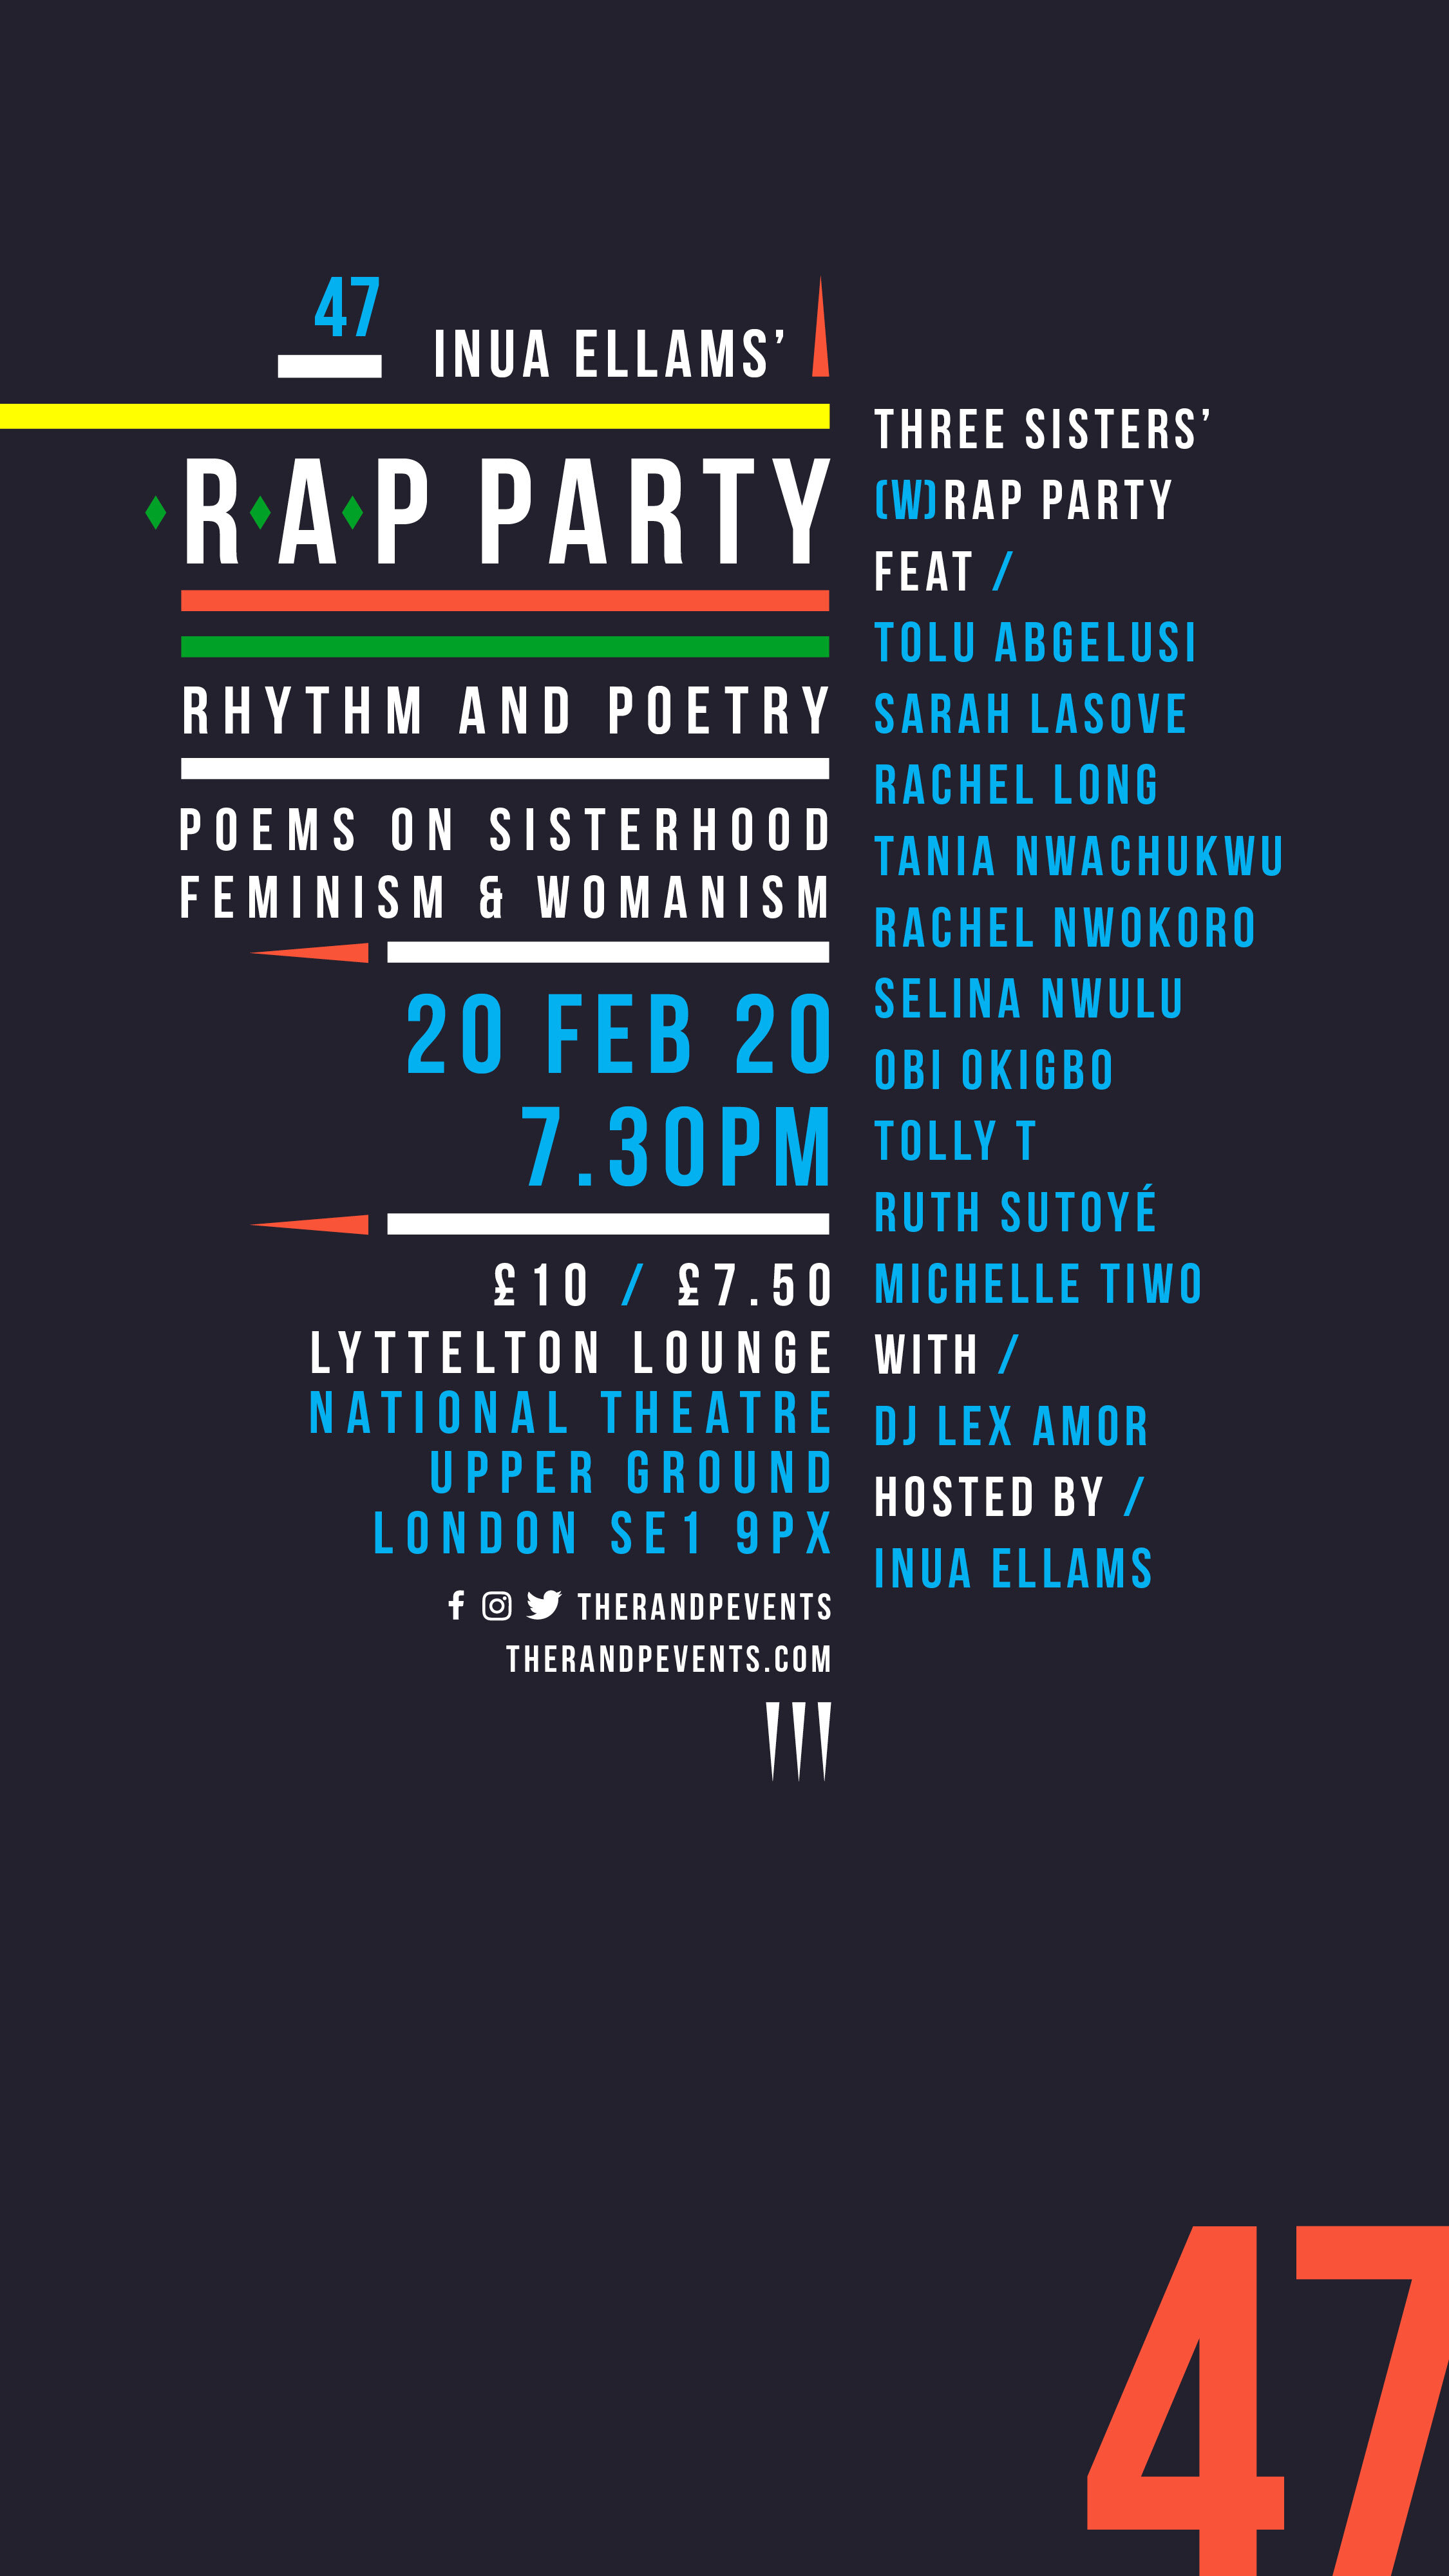 47
INUA ELLAMS’
R A P PARTY
RHYTHM AND POETRY
POEMS ON SISTERHOOD
FEMINISM & WOMANISM
20 FEB 20
7.30PM
£10 / £7.50
LYTTELTON LOUNGE
NATIONAL THEATRE
UPPER GROUND
LONDON SE1 9PX
THERANDPEVENTS
THERANDPEVENTS.COM
THREE SISTERS’
(W)RAP PARTY
FEAT /
TOLU ABGELUSI
SARAH LASOVE
RACHEL LONG
TANIA NWACHUKWU
RACHEL NWOKORO
SELINA NWULU
OBI OKIGBO
TOLLY T
RUTH SUTOYÉ
MICHELLE TIWO
WITH /
DJ LEX AMOR
HOSTED BY /
INUA ELLAMS
47